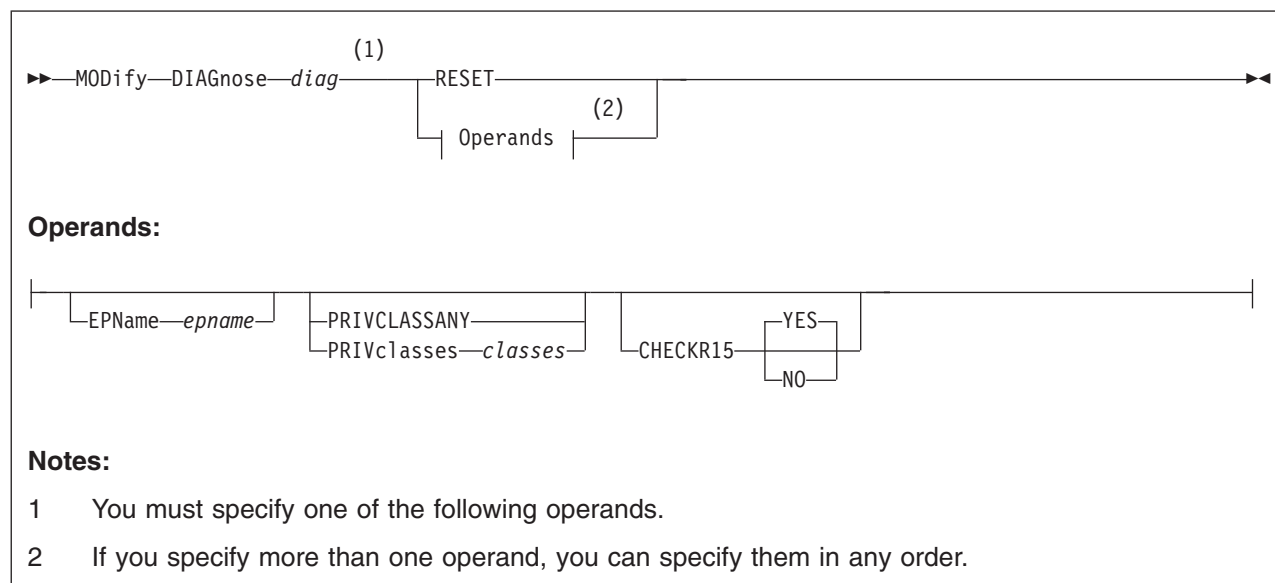 (1)
MODify DIAGnose diag RESET
(2)
Operands
Operands:
EPName epname PRIVCLASSANY YES
PRIVclasses classes CHECKR15
NO
Notes:
1 You must specify one of the following operands.
2 If you specify more than one operand, you can specify them in any order.